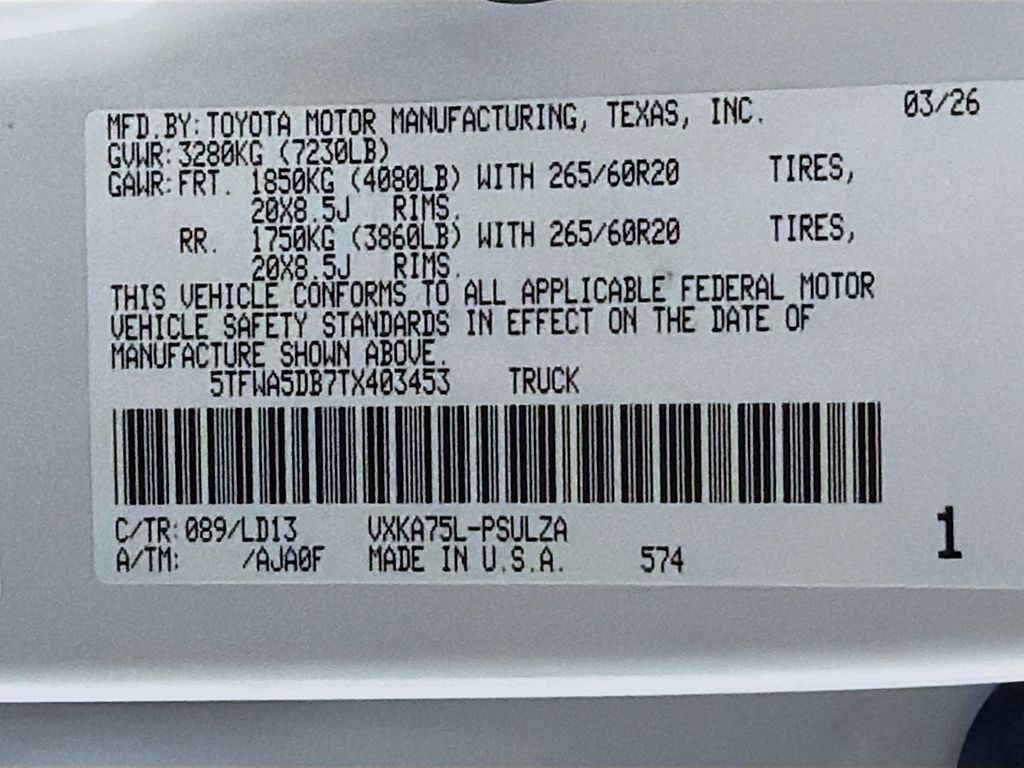 MFD.BY: TOYOTA MOTOR MANUFACTURING, TEXAS, INC. 03/26
GVWR: 3280KG (7230LB)
GAWR: FRT. 1850KG (4080LB) WITH 265/60R20 TIRES,
20X8.5J RIMS.
RR. 1750KG (3860LB) WITH 265/60R20 TIRES,
20X8.5J RIMS.
THIS VEHICLE CONFORMS TO ALL APPLICABLE FEDERAL MOTOR
VEHICLE SAFETY STANDARDS IN EFFECT ON THE DATE OF
MANUFACTURE SHOWN ABOVE.
5TFWA5DB7TX403453 TRUCK
C/TR: 089/LD13 VXKA75L-PSULZA
A/TM: /AJA0F MADE IN U.S.A. 574
1